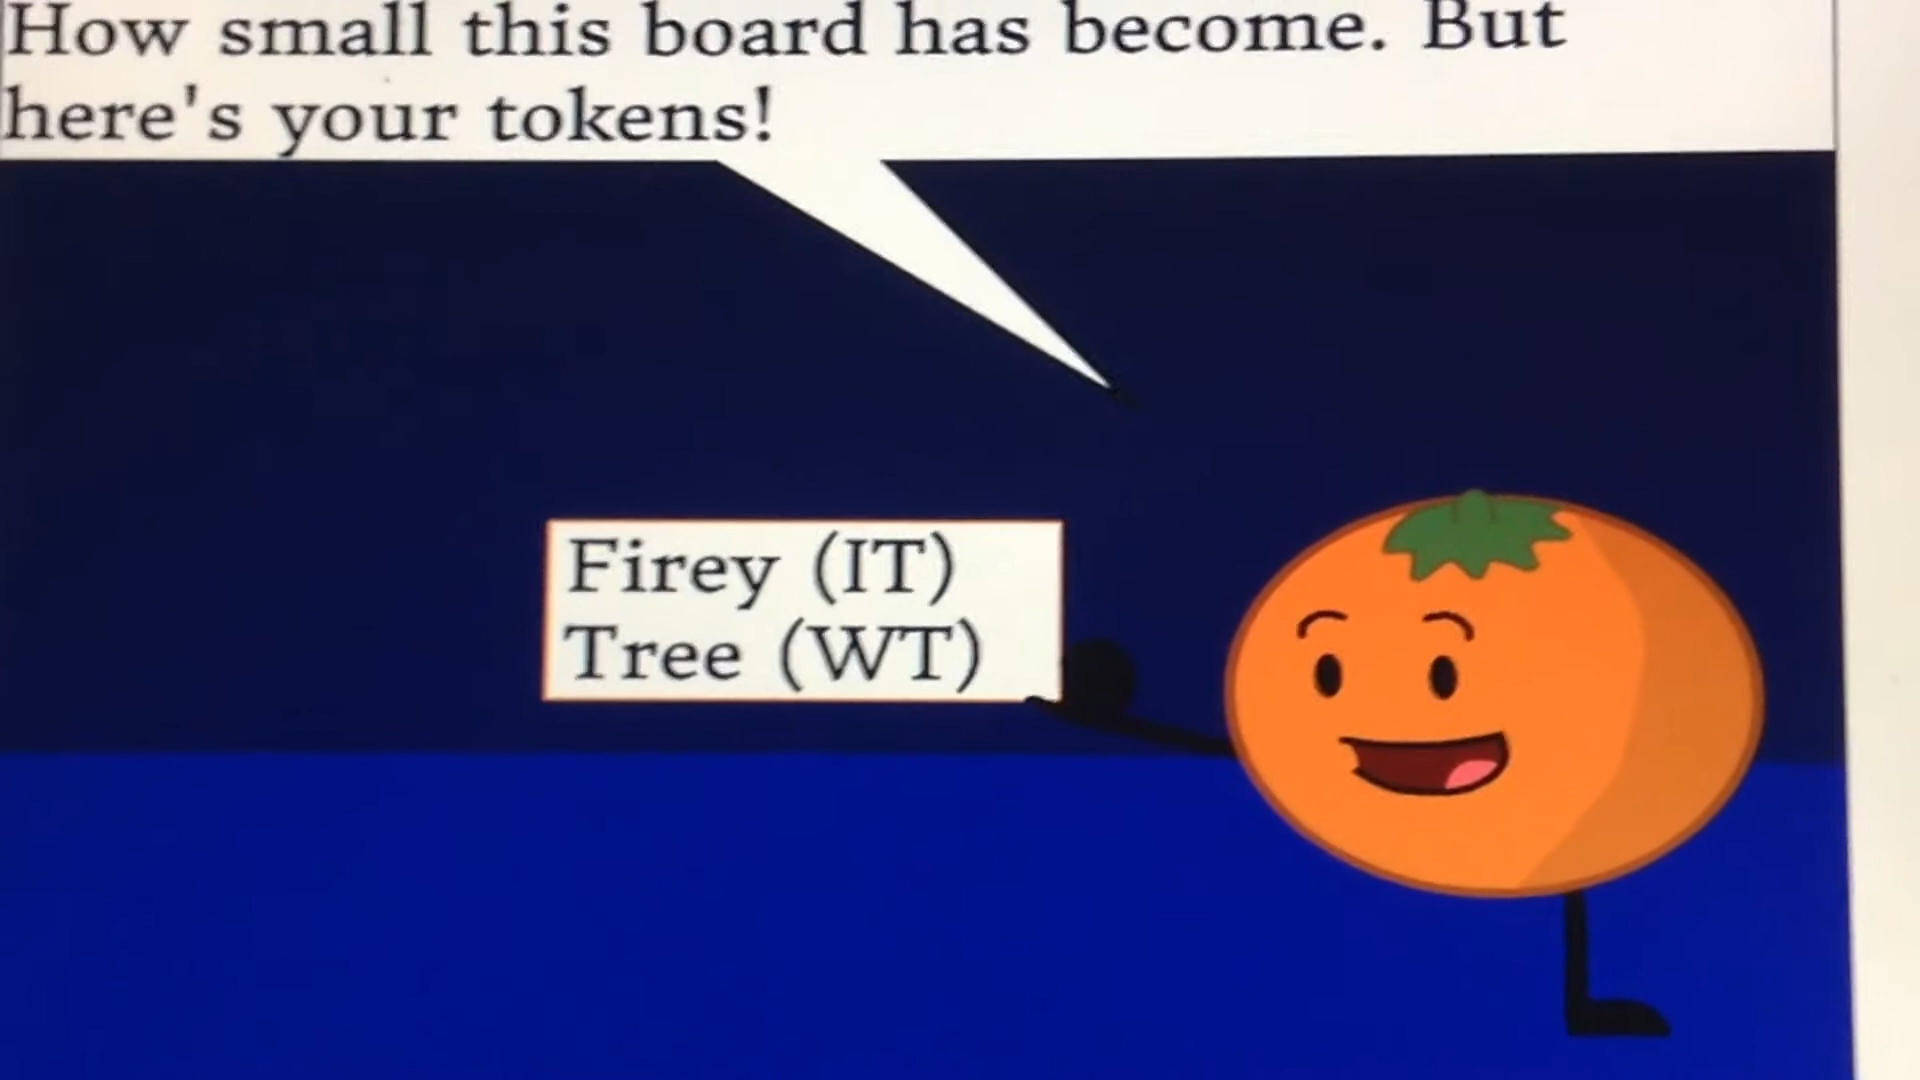 How small this board has become. But
here's your tokens!
Firey (IT)
Tree (WT)